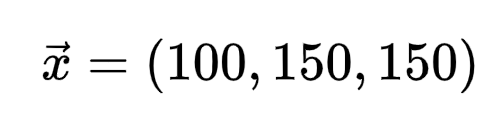 x⃗ = (100, 150, 150)